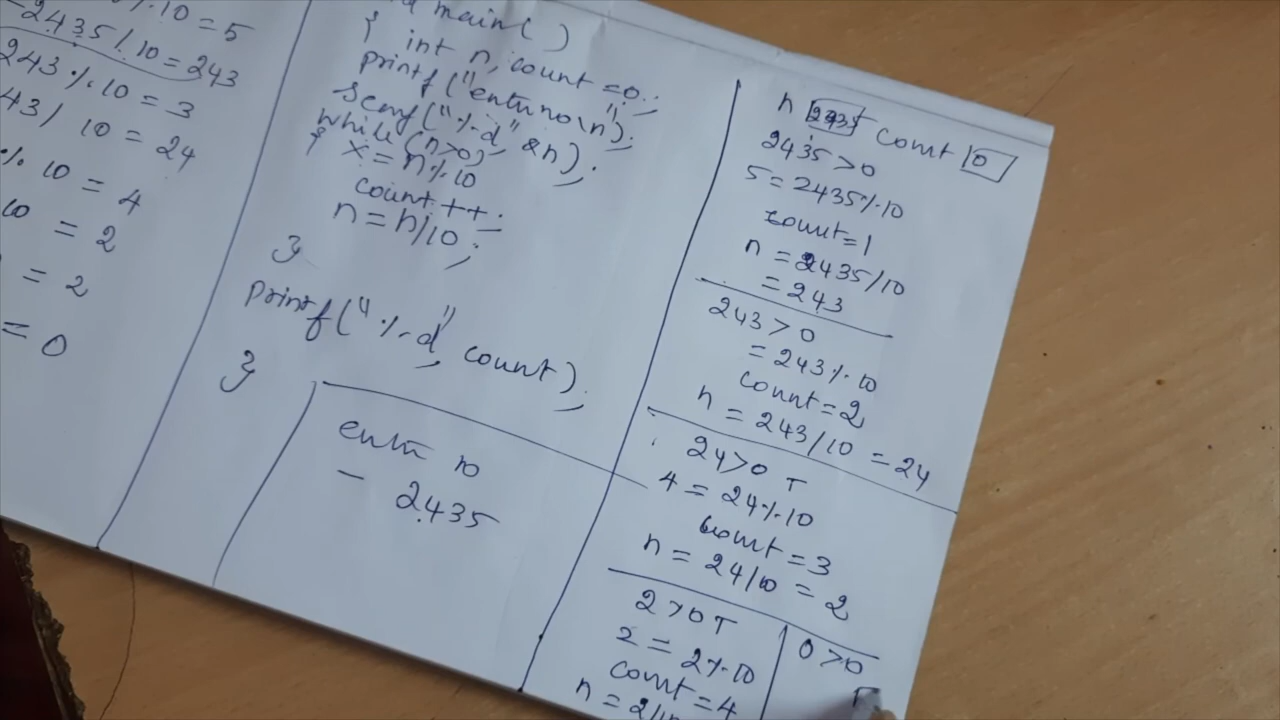 % 10 = 5
2435 % 10 = 243
243 % 10 = 3
43 / 10 = 24
% 10 = 4
10 = 2
= 2
= 0
main( )
{ int n, count = 0;
printf ("enter no \n");
scanf ("%d", &n);
while (n>0)
{ x = n % 10
count ++;
n = n/10;
}
printf ("%d", count);
}
enter no
- 2435
n 2435 count 0
2435 > 0
5 = 2435 % 10
count = 1
n = 2435 / 10
= 243
243 > 0
= 243 % 10
count = 2
n = 243 / 10 = 24
24 > 0 T
4 = 24 % 10
count = 3
n = 24 / 10 = 2
2 > 0 T
2 = 2 % 10
count = 4
n = 2/10
0 > 0